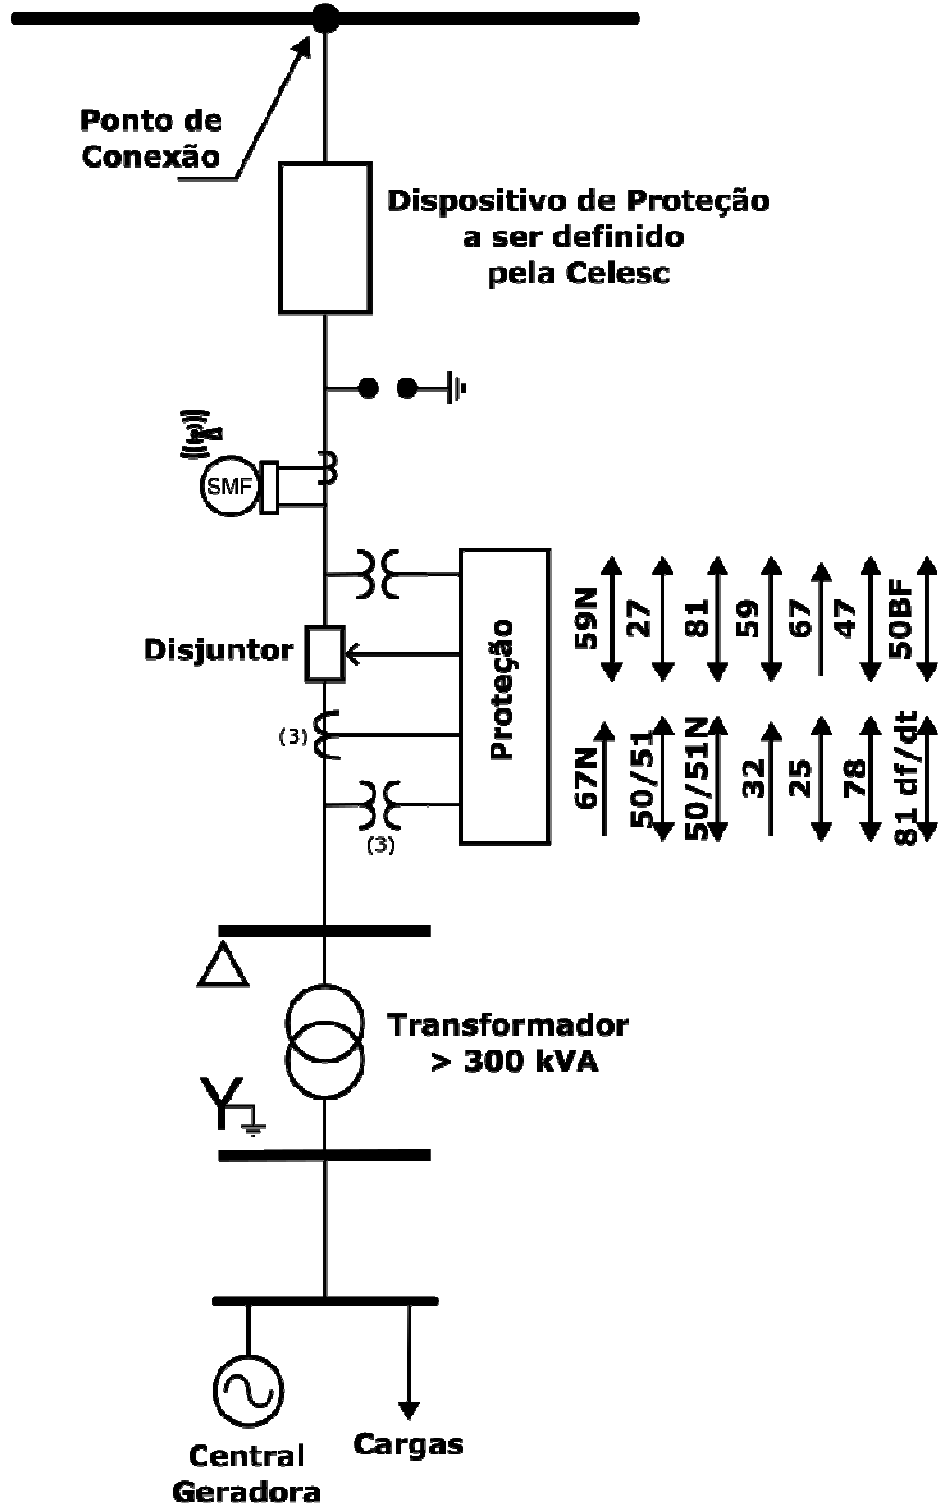 Ponto de
Conexão
Dispositivo de Proteção
a ser definido
pela Celesc
SMF
Disjuntor
(3)
(3)
Proteção
59N
27
81
59
67
47
50BF
67N
50/51
50/51N
32
25
78
81 df/dt
Transformador
> 300 kVA
Central
Geradora
Cargas